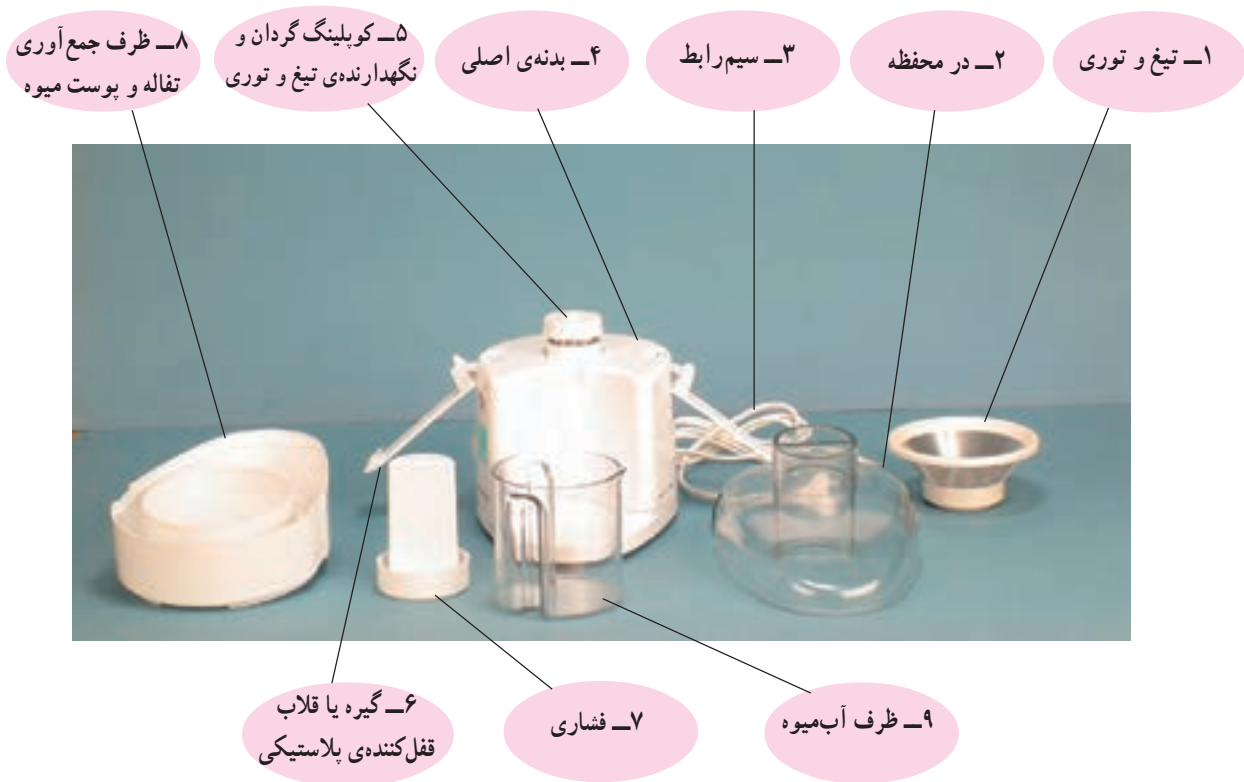 ۱ــ تیغ و توری
۲ــ در محفظه
۳ــ سیم‌رابط
۴ــ بدنه‌ی اصلی
۵ــ کوپلینگ گردان و
نگهدارنده‌ی تیغ و توری
۸ــ ظرف جمع‌آوری
تفاله و پوست میوه
۹ــ ظرف آب‌میوه
۷ــ فشاری
۶ــ گیره یا قلاب
قفل‌کننده‌ی پلاستیکی